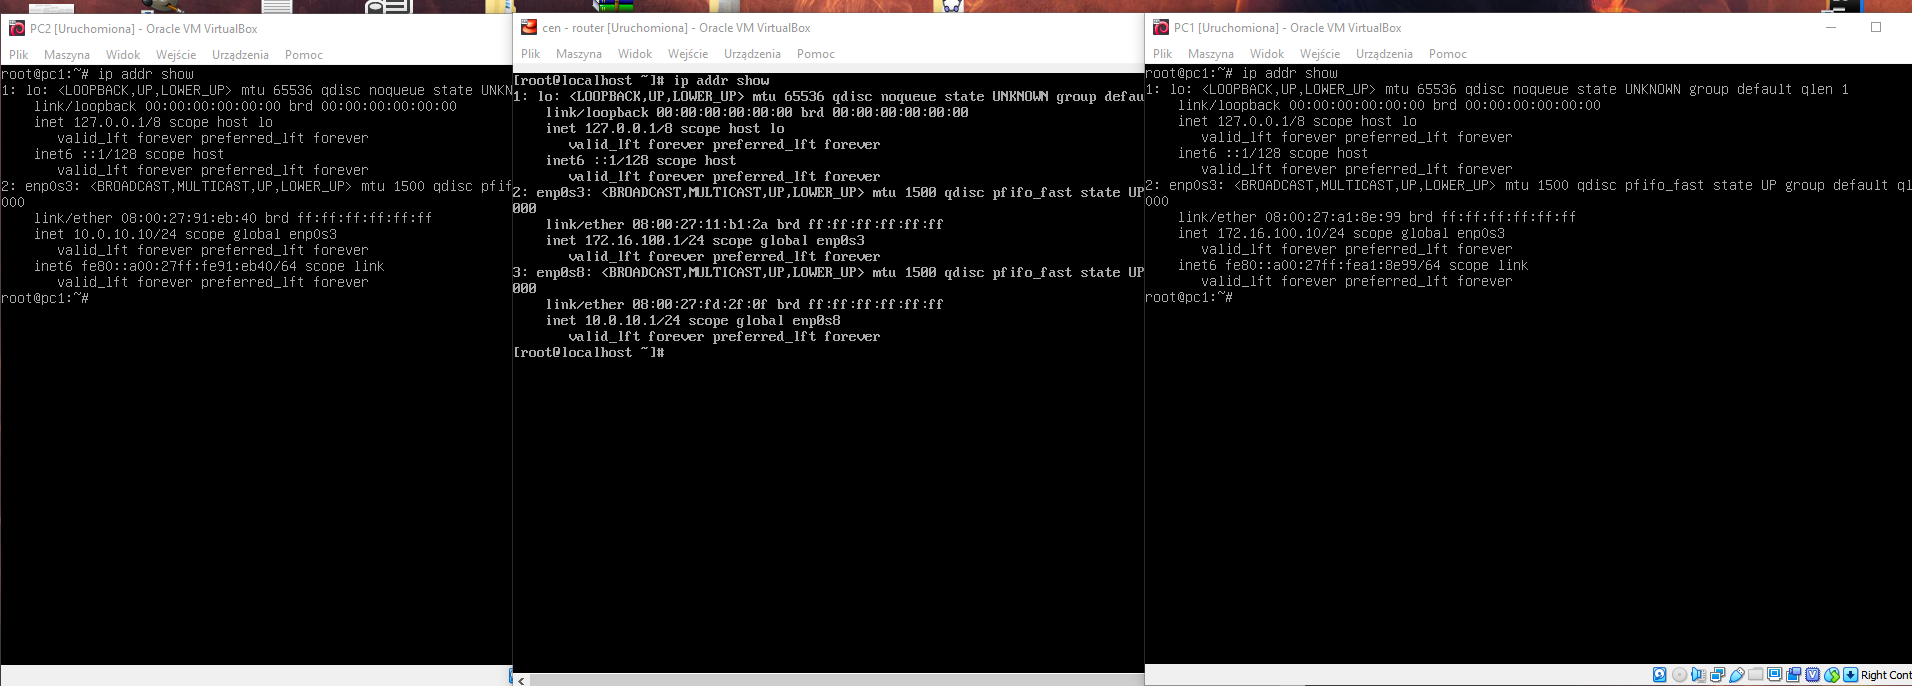 PC2 [Uruchomiona] - Oracle VM VirtualBox
Plik Maszyna Widok Wejście Urządzenia Pomoc
root@pc1:~# ip addr show
1: lo: <LOOPBACK,UP,LOWER_UP> mtu 65536 qdisc noqueue state UNKN
link/loopback 00:00:00:00:00:00 brd 00:00:00:00:00:00
inet 127.0.0.1/8 scope host lo
valid_lft forever preferred_lft forever
inet6 ::1/128 scope host
valid_lft forever preferred_lft forever
2: enp0s3: <BROADCAST,MULTICAST,UP,LOWER_UP> mtu 1500 qdisc pfif
000
link/ether 08:00:27:91:eb:40 brd ff:ff:ff:ff:ff:ff
inet 10.0.10.10/24 scope global enp0s3
valid_lft forever preferred_lft forever
inet6 fe80::a00:27ff:fe91:eb40/64 scope link
valid_lft forever preferred_lft forever
root@pc1:~#
cen - router [Uruchomiona] - Oracle VM VirtualBox
Plik Maszyna Widok Wejście Urządzenia Pomoc
[root@localhost ~]# ip addr show
1: lo: <LOOPBACK,UP,LOWER_UP> mtu 65536 qdisc noqueue state UNKNOWN group defau
link/loopback 00:00:00:00:00:00 brd 00:00:00:00:00:00
inet 127.0.0.1/8 scope host lo
valid_lft forever preferred_lft forever
inet6 ::1/128 scope host
valid_lft forever preferred_lft forever
2: enp0s3: <BROADCAST,MULTICAST,UP,LOWER_UP> mtu 1500 qdisc pfifo_fast state UP
000
link/ether 08:00:27:11:b1:2a brd ff:ff:ff:ff:ff:ff
inet 172.16.100.1/24 scope global enp0s3
valid_lft forever preferred_lft forever
3: enp0s8: <BROADCAST,MULTICAST,UP,LOWER_UP> mtu 1500 qdisc pfifo_fast state UP
000
link/ether 08:00:27:fd:2f:0f brd ff:ff:ff:ff:ff:ff
inet 10.0.10.1/24 scope global enp0s8
valid_lft forever preferred_lft forever
[root@localhost ~]#
PC1 [Uruchomiona] - Oracle VM VirtualBox
Plik Maszyna Widok Wejście Urządzenia Pomoc
root@pc1:~# ip addr show
1: lo: <LOOPBACK,UP,LOWER_UP> mtu 65536 qdisc noqueue state UNKNOWN group default qlen 1
link/loopback 00:00:00:00:00:00 brd 00:00:00:00:00:00
inet 127.0.0.1/8 scope host lo
valid_lft forever preferred_lft forever
inet6 ::1/128 scope host
valid_lft forever preferred_lft forever
2: enp0s3: <BROADCAST,MULTICAST,UP,LOWER_UP> mtu 1500 qdisc pfifo_fast state UP group default ql
000
link/ether 08:00:27:a1:8e:99 brd ff:ff:ff:ff:ff:ff
inet 172.16.100.10/24 scope global enp0s3
valid_lft forever preferred_lft forever
inet6 fe80::a00:27ff:fea1:8e99/64 scope link
valid_lft forever preferred_lft forever
root@pc1:~#
Right Cont